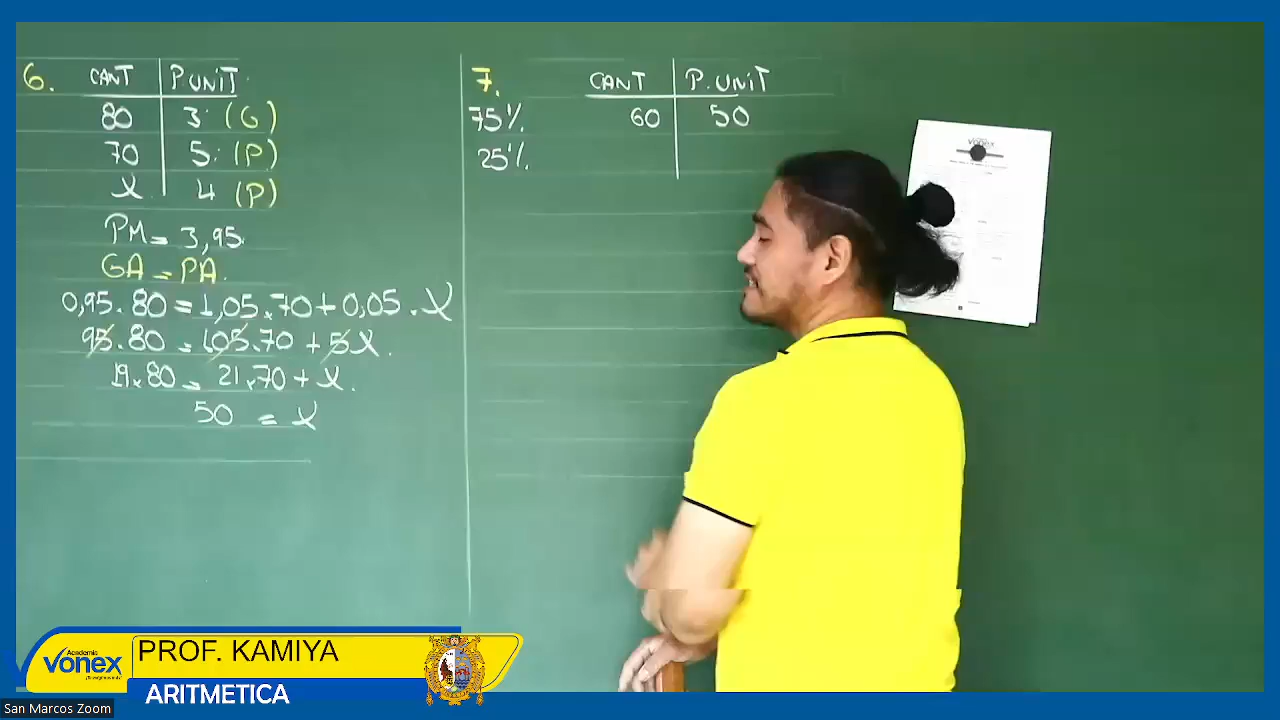 6.
CANT P.UNIT
80 3 (G)
70 5 (P)
x 4 (P)
PM = 3,95
GA = PA.
0,95.80 = 1,05.70 + 0,05.x
95.80 = 105.70 + 5x.
19.80 = 21.70 + x.
50 = x
7.
CANT P.UNIT
75% 60 50
25%
vonex
Academia
vonex
PROF. KAMIYA
ARITMETICA
San Marcos Zoom